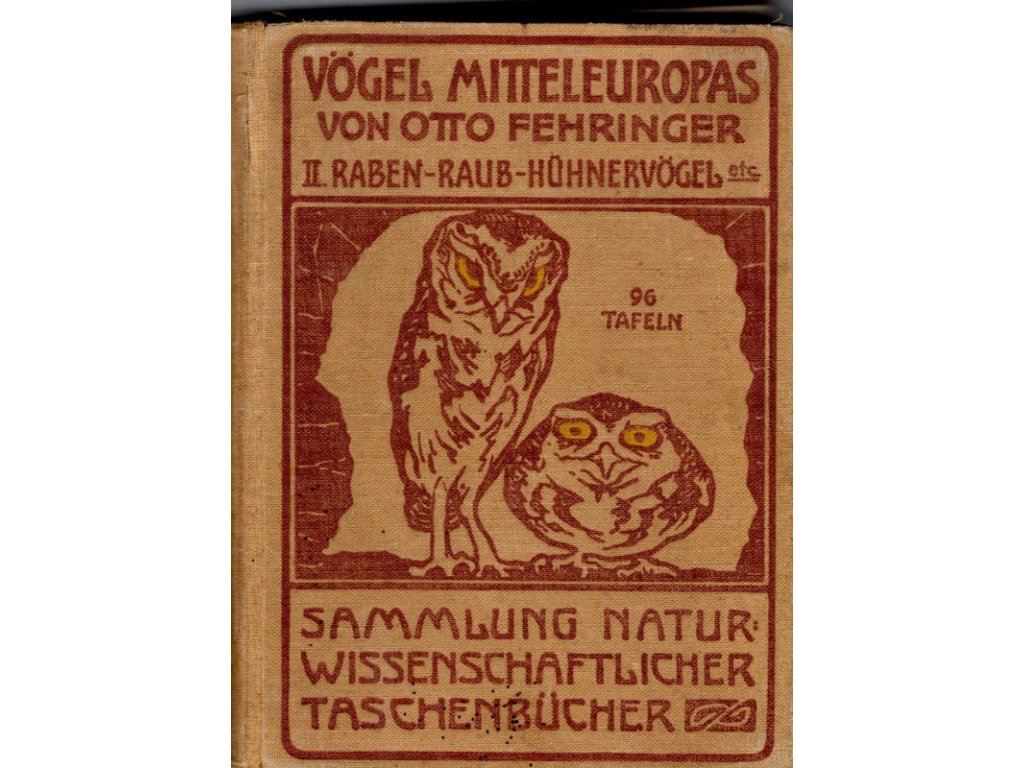 VÖGEL MITTELEUROPAS
VON OTTO FEHRINGER
II. RABEN-RAUB-HÜHNERVÖGEL etc
96
TAFELN
SAMMLUNG NATUR:
WISSENSCHAFTLICHER
TASCHENBÜCHER